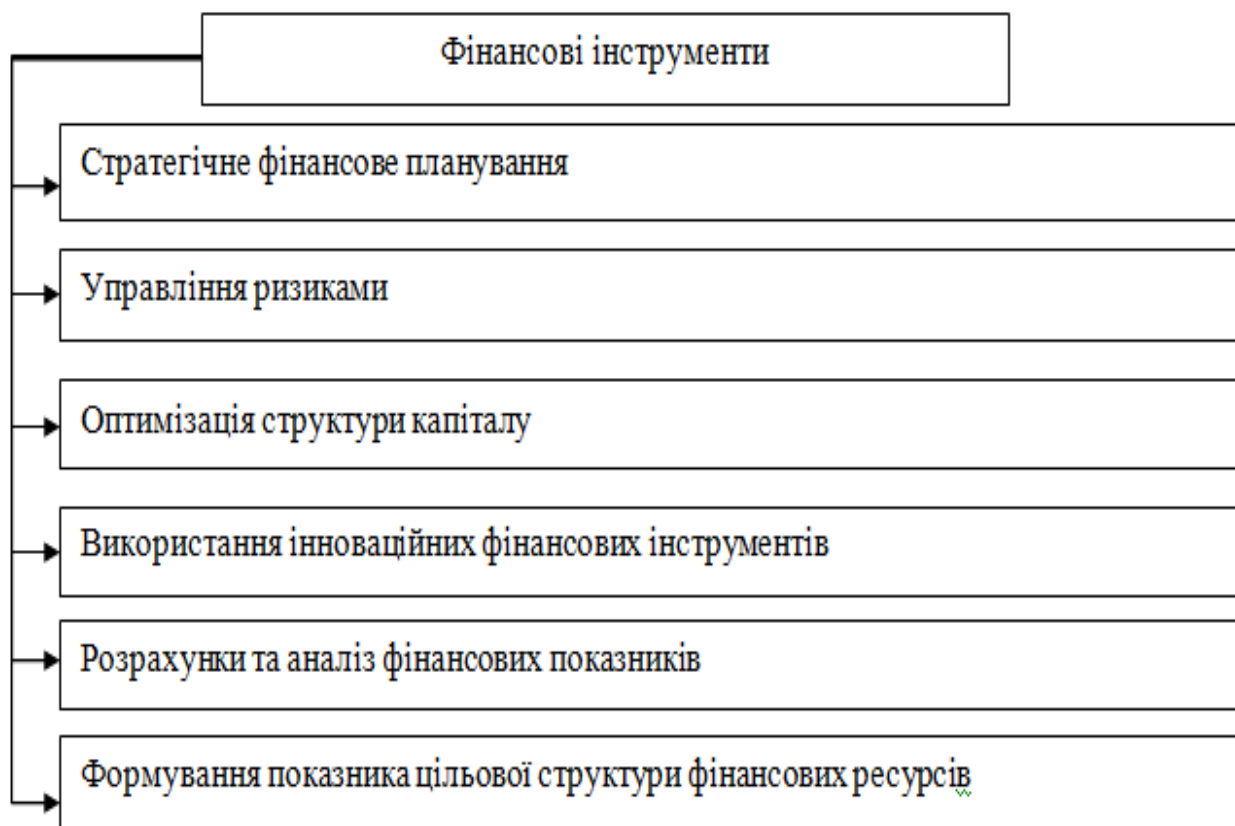 Фінансові інструменти
Стратегічне фінансове планування
Управління ризиками
Оптимізація структури капіталу
Використання інноваційних фінансових інструментів
Розрахунки та аналіз фінансових показників
Формування показника цільової структури фінансових ресурсів